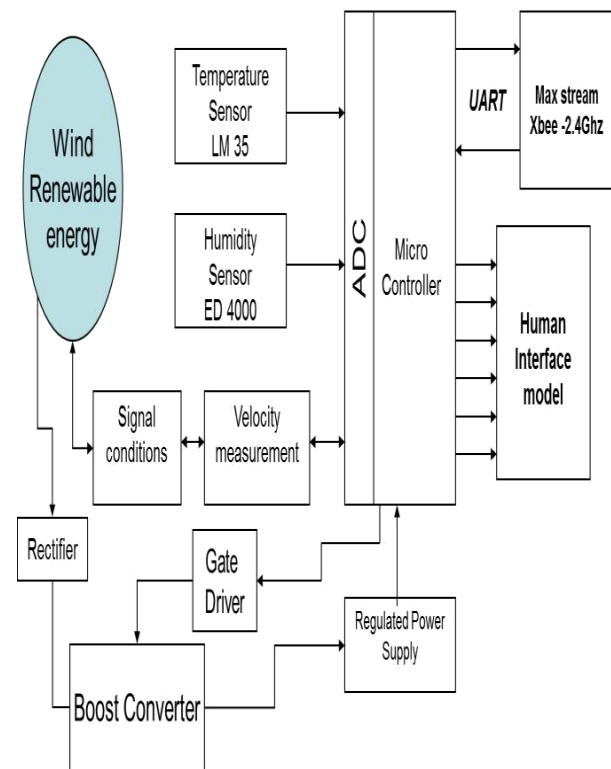 Wind
Renewable
energy
Temperature
Sensor
LM 35
Humidity
Sensor
ED 4000
ADC
Micro
Controller
UART
Max stream
Xbee -2.4Ghz
Human
Interface
model
Signal
conditions
Velocity
measurement
Rectifier
Gate
Driver
Regulated Power
Supply
Boost Converter